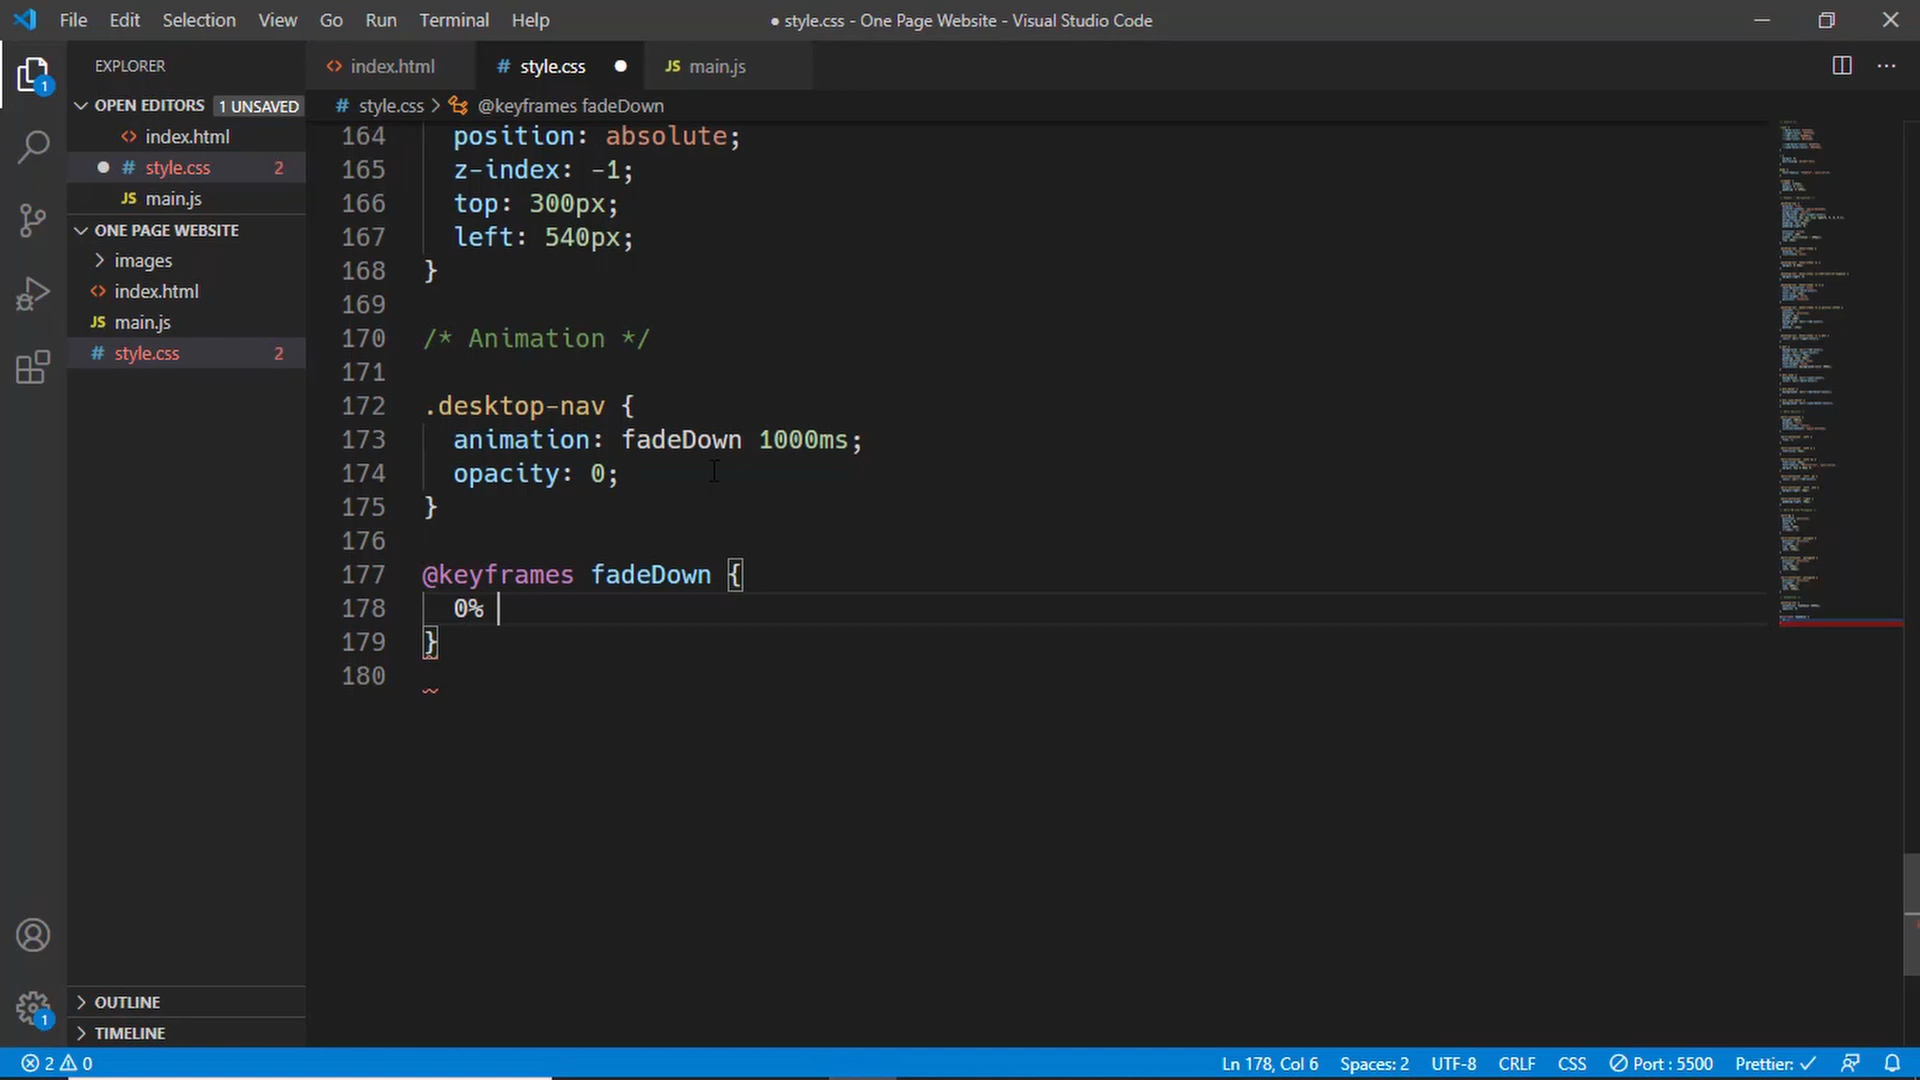 File Edit Selection View Go Run Terminal Help
● style.css - One Page Website - Visual Studio Code
EXPLORER
OPEN EDITORS 1 UNSAVED
<> index.html
● # style.css 2
JS main.js
ONE PAGE WEBSITE
images
<> index.html
JS main.js
# style.css 2
OUTLINE
TIMELINE
1
1
<> index.html
# style.css ●
JS main.js
# style.css > @keyframes fadeDown
164 position: absolute;
165 z-index: -1;
166 top: 300px;
167 left: 540px;
168 }
169
170 /* Animation */
171
172 .desktop-nav {
173 animation: fadeDown 1000ms;
174 opacity: 0;
175 }
176
177 @keyframes fadeDown {
178 0%
179 }
180
2 0
Ln 178, Col 6 Spaces: 2 UTF-8 CRLF CSS Port : 5500 Prettier: ✓